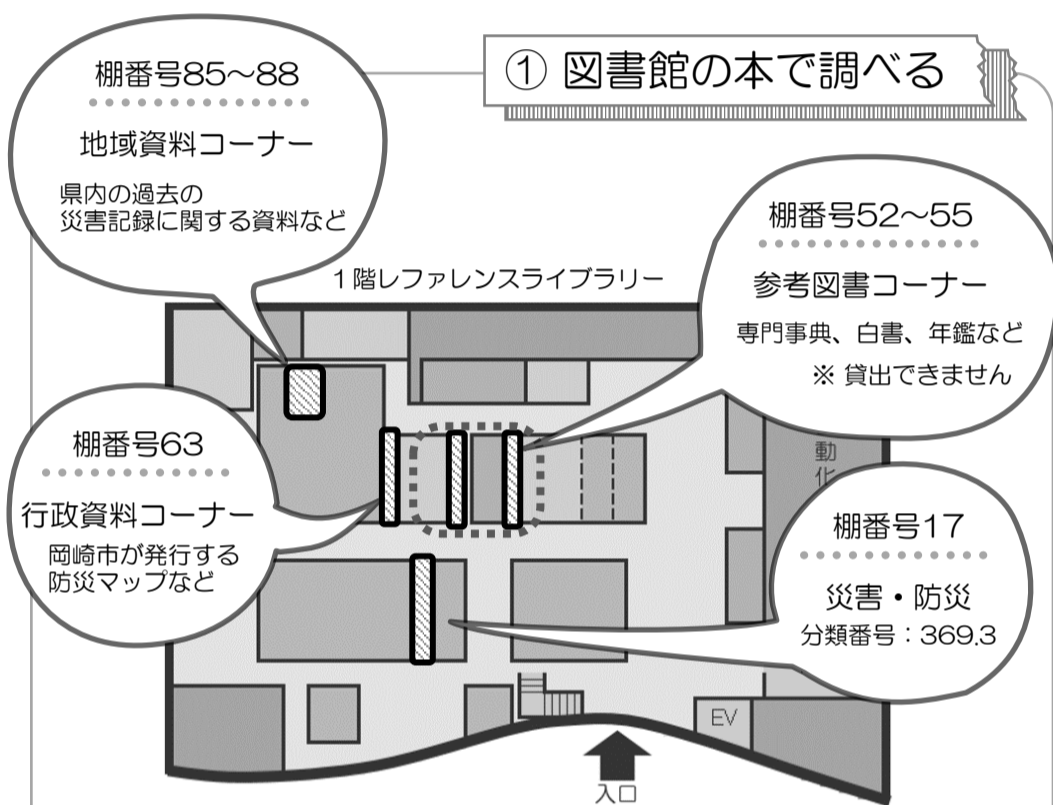 ① 図書館の本で調べる
棚番号85～88
地域資料コーナー
県内の過去の
災害記録に関する資料など
棚番号52～55
参考図書コーナー
専門事典、白書、年鑑など
※ 貸出できません
１階レファレンスライブラリー
棚番号63
行政資料コーナー
岡崎市が発行する
防災マップなど
動
棚番号17
災害・防災
分類番号：369.3
EV
入口